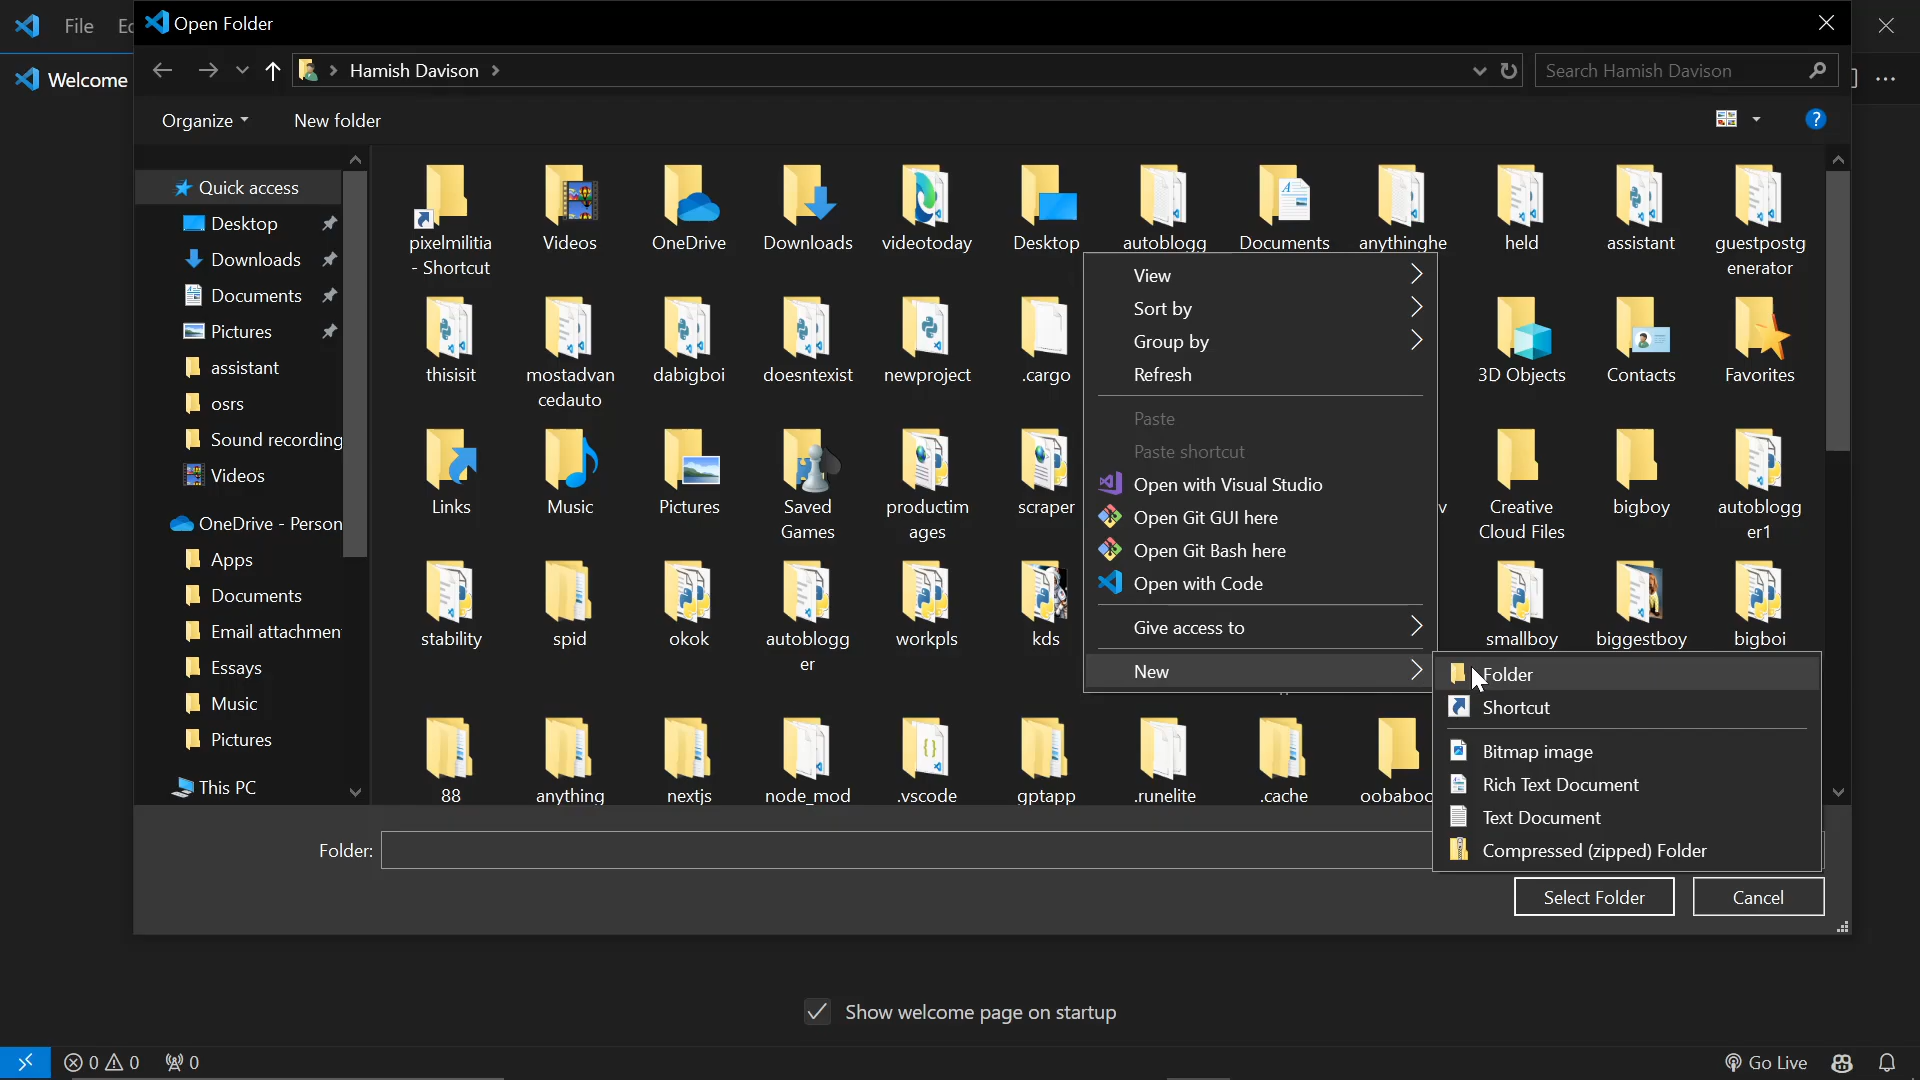 File
Open Folder
Welcome
Hamish Davison
Search Hamish Davison
Organize
New folder
Quick access
Desktop
Downloads
Documents
Pictures
assistant
osrs
Sound recording
Videos
OneDrive - Person
Apps
Documents
Email attachmen
Essays
Music
Pictures
This PC
pixelmilitia
- Shortcut
Videos
OneDrive
Downloads
videotoday
Desktop
autoblogg
Documents
anythinghe
held
assistant
guestpostg
enerator
thisisit
mostadvan
cedauto
dabigboi
doesntexist
newproject
.cargo
3D Objects
Contacts
Favorites
Links
Music
Pictures
Saved
Games
productim
ages
scraper
Creative
Cloud Files
bigboy
autoblogg
er1
stability
spid
okok
autoblogg
er
workpls
kds
smallboy
biggestboy
bigboi
88
anything
nextjs
node_mod
.vscode
gptapp
.runelite
.cache
oobaboo
View
Sort by
Group by
Refresh
Paste
Paste shortcut
Open with Visual Studio
Open Git GUI here
Open Git Bash here
Open with Code
Give access to
New
Folder
Shortcut
Bitmap image
Rich Text Document
Text Document
Compressed (zipped) Folder
Folder:
Select Folder
Cancel
Show welcome page on startup
0 0 0
Go Live